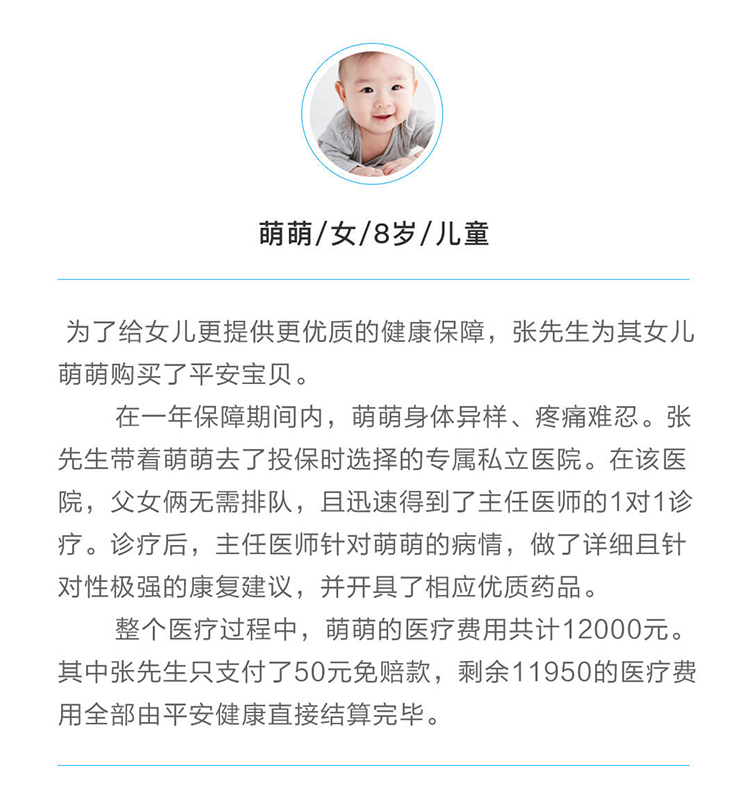 萌萌/女/8岁/儿童
为了给女儿更提供更优质的健康保障，张先生为其女儿
萌萌购买了平安宝贝。
在一年保障期间内，萌萌身体异样、疼痛难忍。张
先生带着萌萌去了投保时选择的专属私立医院。在该医
院，父女俩无需排队，且迅速得到了主任医师的1对1诊
疗。诊疗后，主任医师针对萌萌的病情，做了详细且针
对性极强的康复建议，并开具了相应优质药品。
整个医疗过程中，萌萌的医疗费用共计12000元。
其中张先生只支付了50元免赔款，剩余11950的医疗费
用全部由平安健康直接结算完毕。